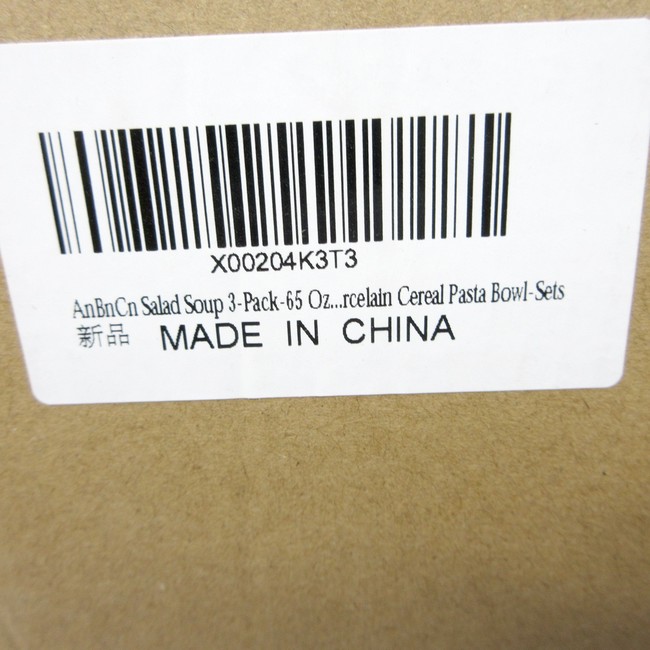 X00204K3T3
AnBnCn Salad Soup 3-Pack-65 Oz...rcelain Cereal Pasta Bowl-Sets
新品 MADE IN CHINA